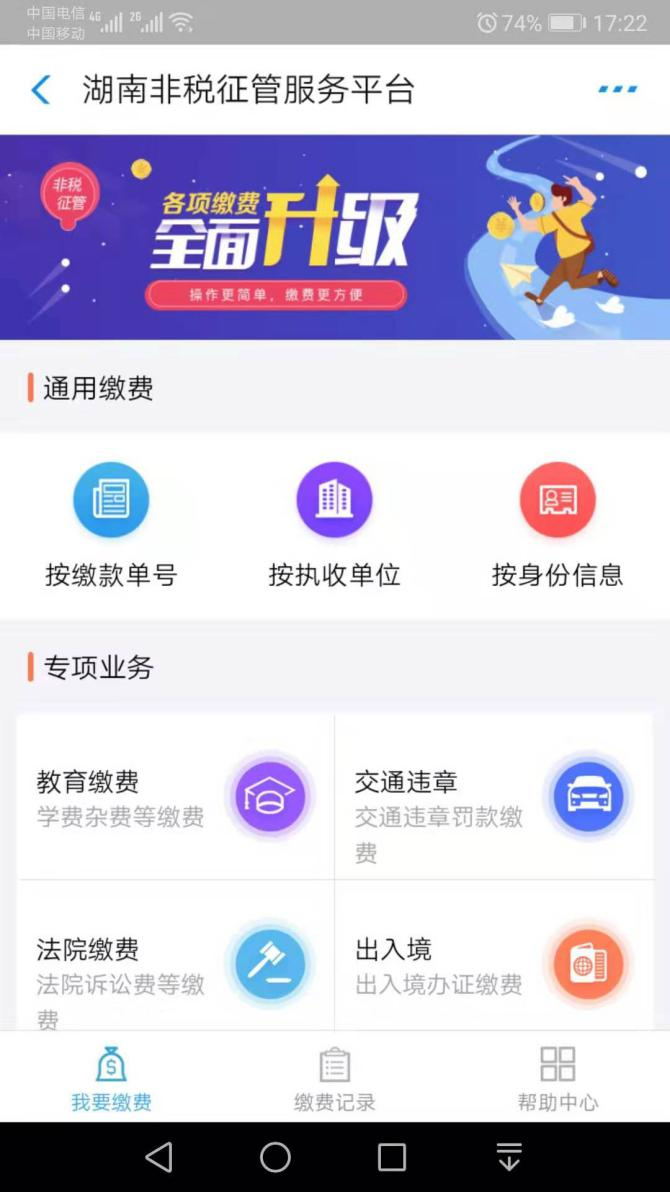 中国电信
中国移动
4G
2G
74%
17:22
湖南非税征管服务平台
非税
征管
各项缴费
全面升级
操作更简单，缴费更方便
通用缴费
按缴款单号
按执收单位
按身份信息
专项业务
教育缴费
学费杂费等缴费
交通违章
交通违章罚款缴
费
法院缴费
法院诉讼费等缴
费
出入境
出入境办证缴费
我要缴费
缴费记录
帮助中心